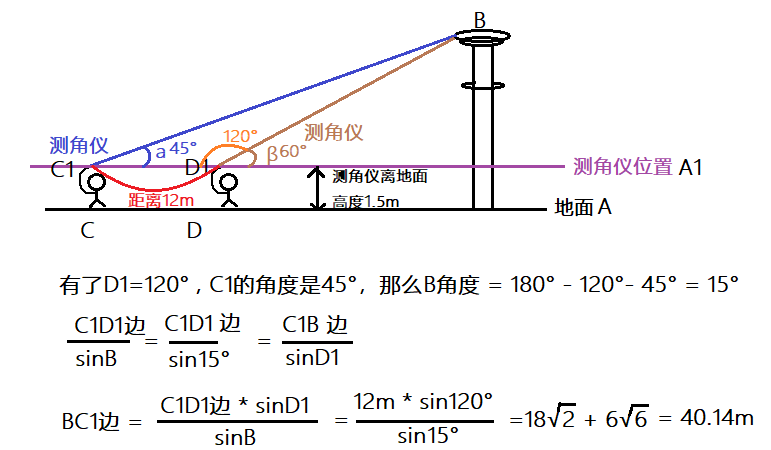 B
测角仪
a 45°
120°
测角仪
β60°
C1
D1
测角仪位置 A1
测角仪离地面
高度1.5m
距离12m
地面 A
C
D
有了D1=120° , C1的角度是45°，那么B角度 = 180° - 120°- 45° = 15°
C1D1边
sinB
=
C1D1 边
sin15°
=
C1B 边
sinD1
BC1边 =
C1D1边 * sinD1
sinB
=
12m * sin120°
sin15°
=18√2 + 6√6 = 40.14m